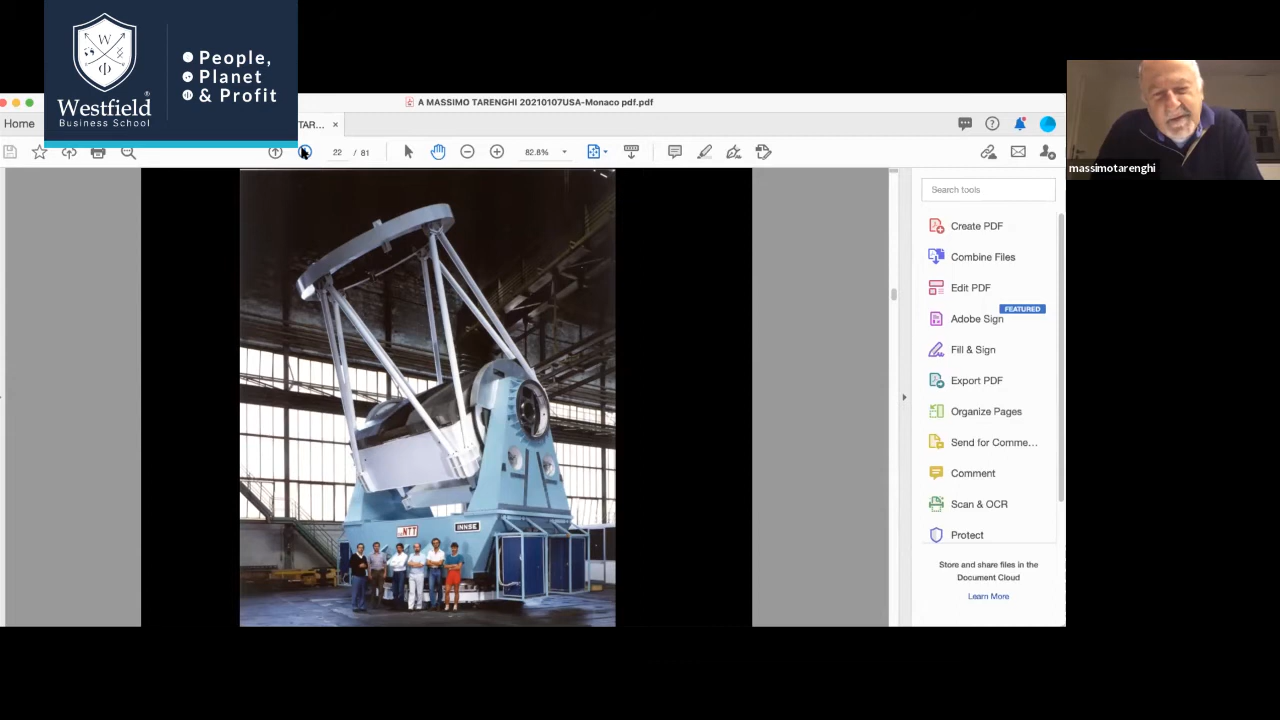 W
Φ
Westfield®
Business School
People,
Planet
& Profit
A MASSIMO TARENGHI 20210107USA-Monaco pdf.pdf
Home
TAR... ×
22 / 81
82.8%
massimotarenghi
Search tools
Create PDF
Combine Files
Edit PDF
FEATURED
Adobe Sign
Fill & Sign
Export PDF
Organize Pages
Send for Comme...
Comment
Scan & OCR
Protect
Store and share files in the
Document Cloud
Learn More
NTT
INNSE